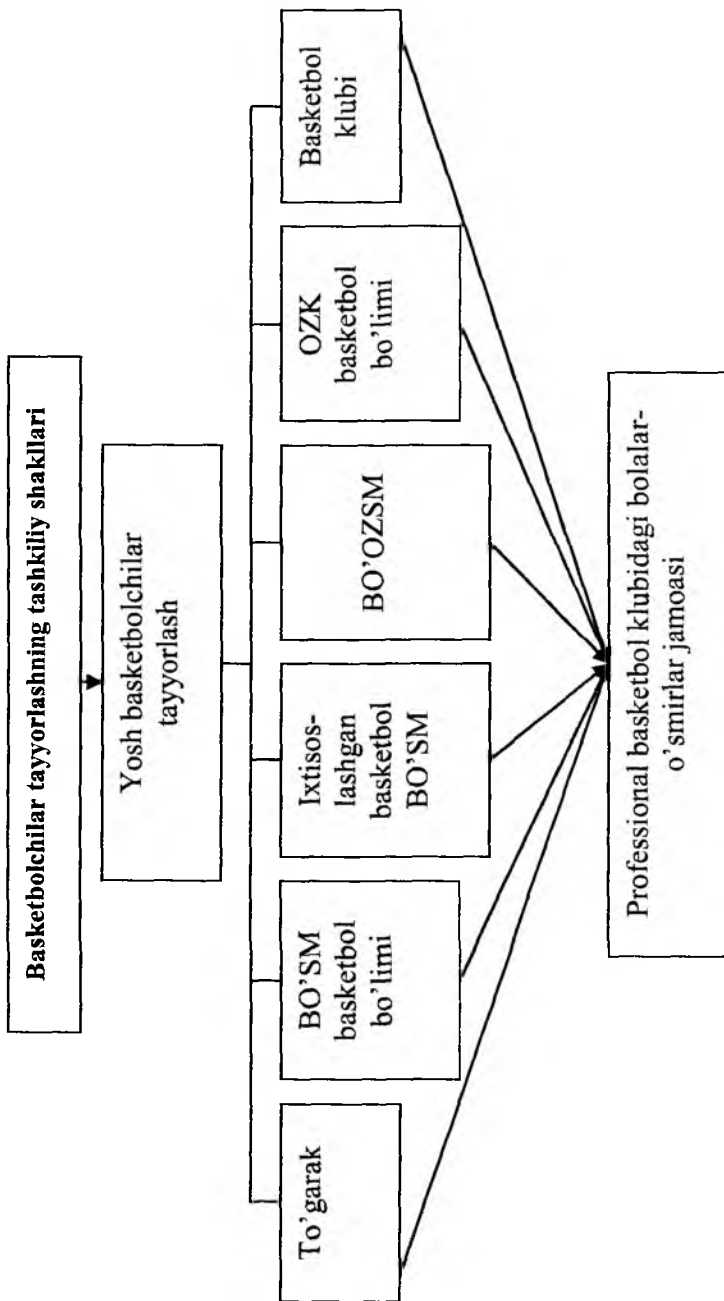 Basketbolchilar tayyorlashning tashkiliy shakllari
Yosh basketbolchilar
tayyorlash
To'garak
BO'SM
basketbol
bo'limi
Ixtisos-
lashgan
basketbol
BO'SM
BO'OZSM
OZK
basketbol
bo'limi
Basketbol
klubi
Professional basketbol klubidagi bolalar-
o'smirlar jamoasi